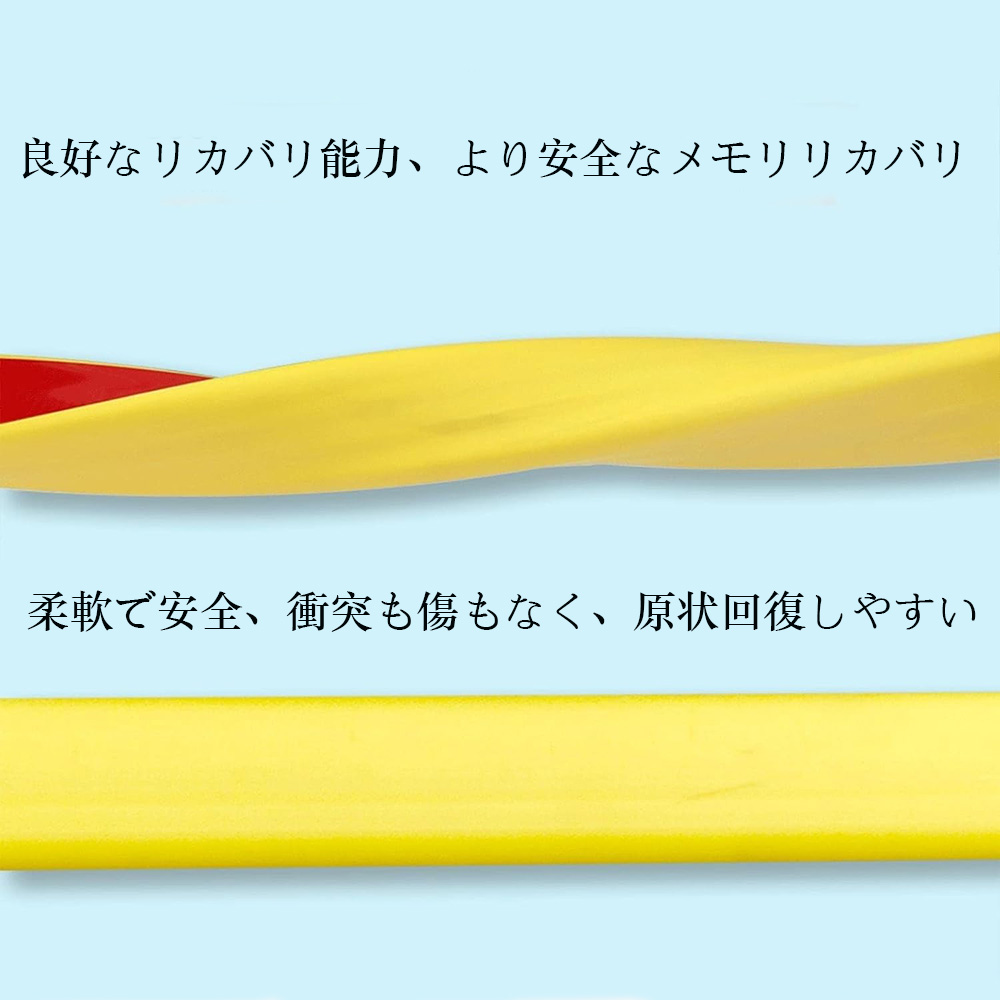 良好なリカバリ能力、より安全なメモリリカバリ
柔軟で安全、衝突も傷もなく、原状回復しやすい